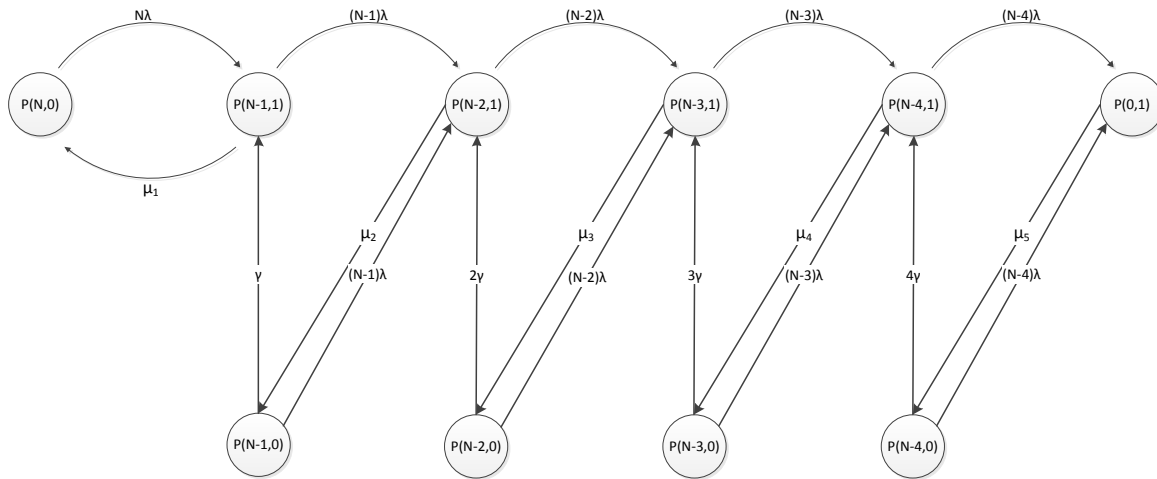 Nλ
(N-1)λ
(N-2)λ
(N-3)λ
(N-4)λ
P(N,0)
P(N-1,1)
P(N-2,1)
P(N-3,1)
P(N-4,1)
P(0,1)
μ1
μ2
μ3
μ4
μ5
γ
(N-1)λ
2γ
(N-2)λ
3γ
(N-3)λ
4γ
(N-4)λ
P(N-1,0)
P(N-2,0)
P(N-3,0)
P(N-4,0)